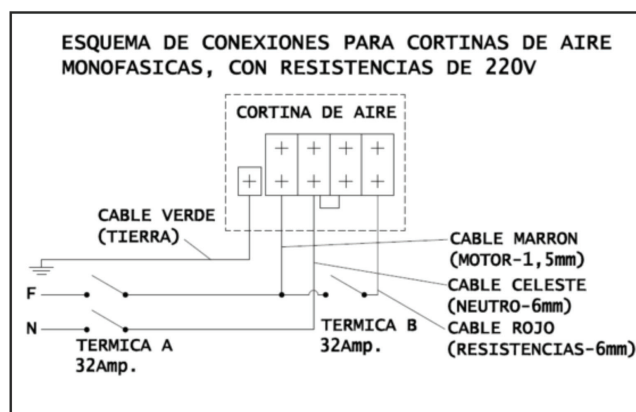 ESQUEMA DE CONEXIONES PARA CORTINAS DE AIRE
MONOFASICAS, CON RESISTENCIAS DE 220V
CORTINA DE AIRE
CABLE VERDE
(TIERRA)
CABLE MARRON
(MOTOR-1,5mm)
F
CABLE CELESTE
(NEUTRO-6mm)
N
TERMICA A
32Amp.
TERMICA B
32Amp.
CABLE ROJO
(RESISTENCIAS-6mm)